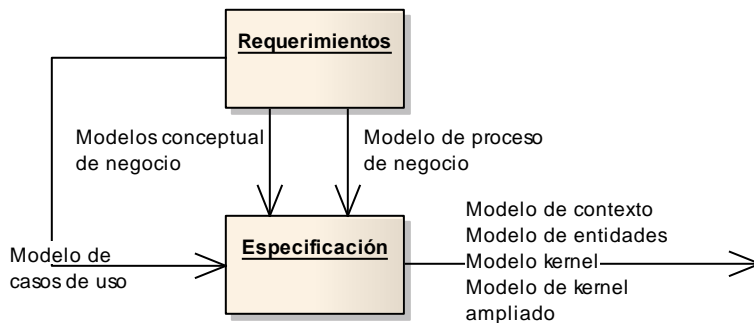 Requerimientos
Modelos conceptual
de negocio
Modelo de proceso
de negocio
Modelo de
casos de uso
Especificación
Modelo de contexto
Modelo de entidades
Modelo kernel
Modelo de kernel
ampliado